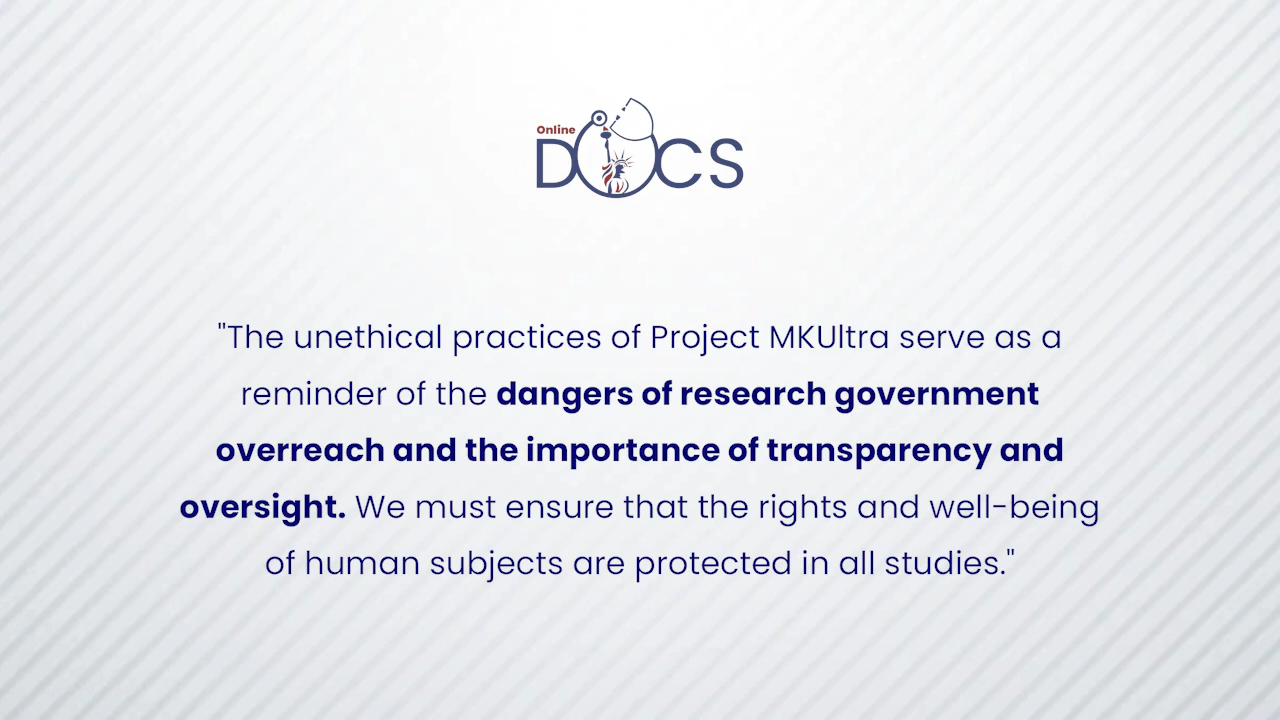 Online
DOCS
"The unethical practices of Project MKUltra serve as a
reminder of the dangers of research government
overreach and the importance of transparency and
oversight. We must ensure that the rights and well-being
of human subjects are protected in all studies."